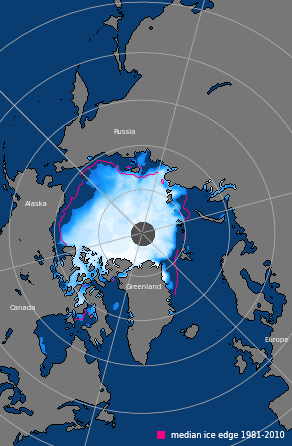 Russia
Alaska
Greenland
Canada
Europe
median ice edge 1981-2010